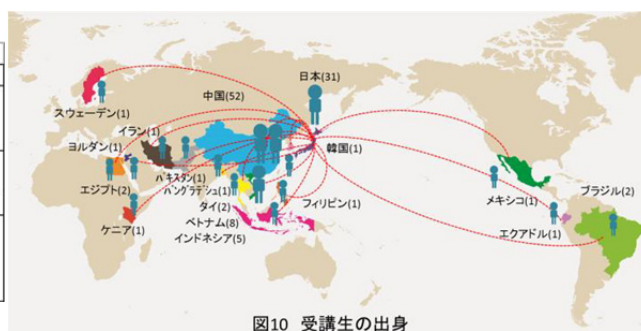 日本(31)
中国(52)
スウェーデン(1)
イラン(1)
ヨルダン(1)
韓国(1)
パキスタン(1)
バングラデシュ(1)
エジプト(2)
タイ(2)
フィリピン(1)
メキシコ(1)
ブラジル(2)
ケニア(1)
ベトナム(8)
エクアドル(1)
インドネシア(5)
図10 受講生の出身